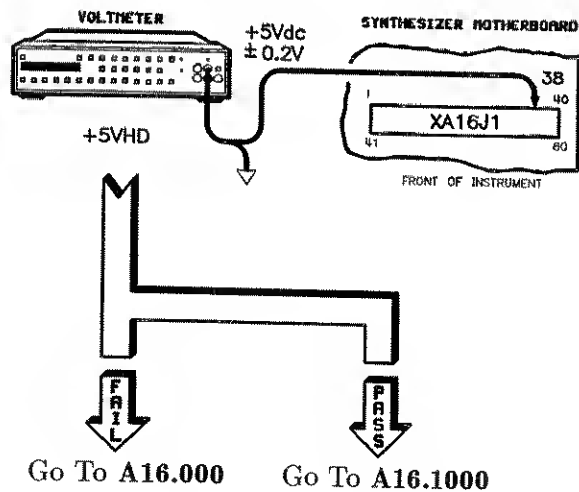 VOLTMETER
+5Vdc
± 0.2V
SYNTHESIZER MOTHERBOARD
38
1
40
XA16J1
41
80
+5VHD
FRONT OF INSTRUMENT
FAIL
PASS
Go To A16.000
Go To A16.1000